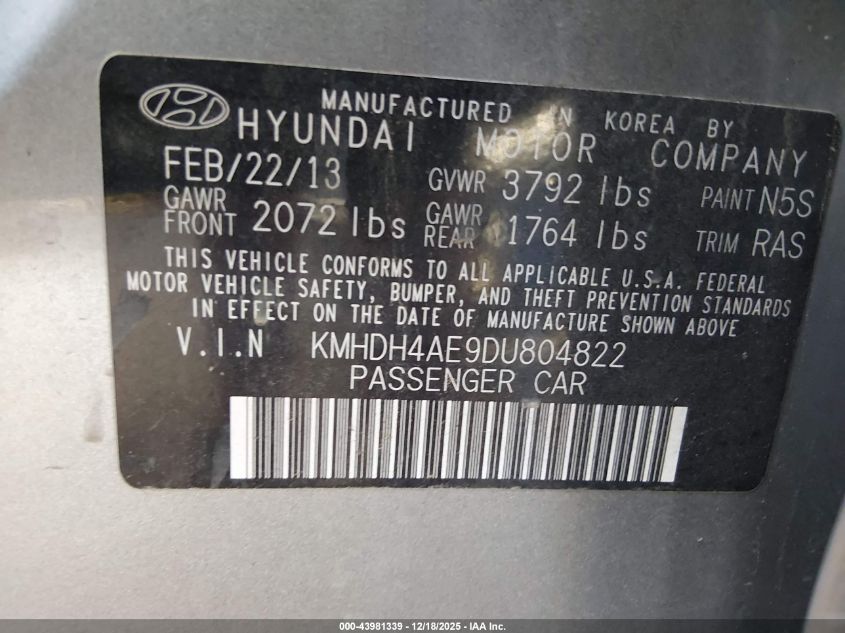 MANUFACTURED IN KOREA BY
HYUNDAI MOTOR COMPANY
FEB/22/13 GVWR 3792 lbs PAINT N5S
GAWR FRONT 2072 lbs GAWR REAR 1764 lbs TRIM RAS
THIS VEHICLE CONFORMS TO ALL APPLICABLE U.S.A. FEDERAL
MOTOR VEHICLE SAFETY, BUMPER, AND THEFT PREVENTION STANDARDS
IN EFFECT ON THE DATE OF MANUFACTURE SHOWN ABOVE
V.I.N KMHDH4AE9DU804822
PASSENGER CAR
000-43981339 - 12/18/2025 - IAA Inc.